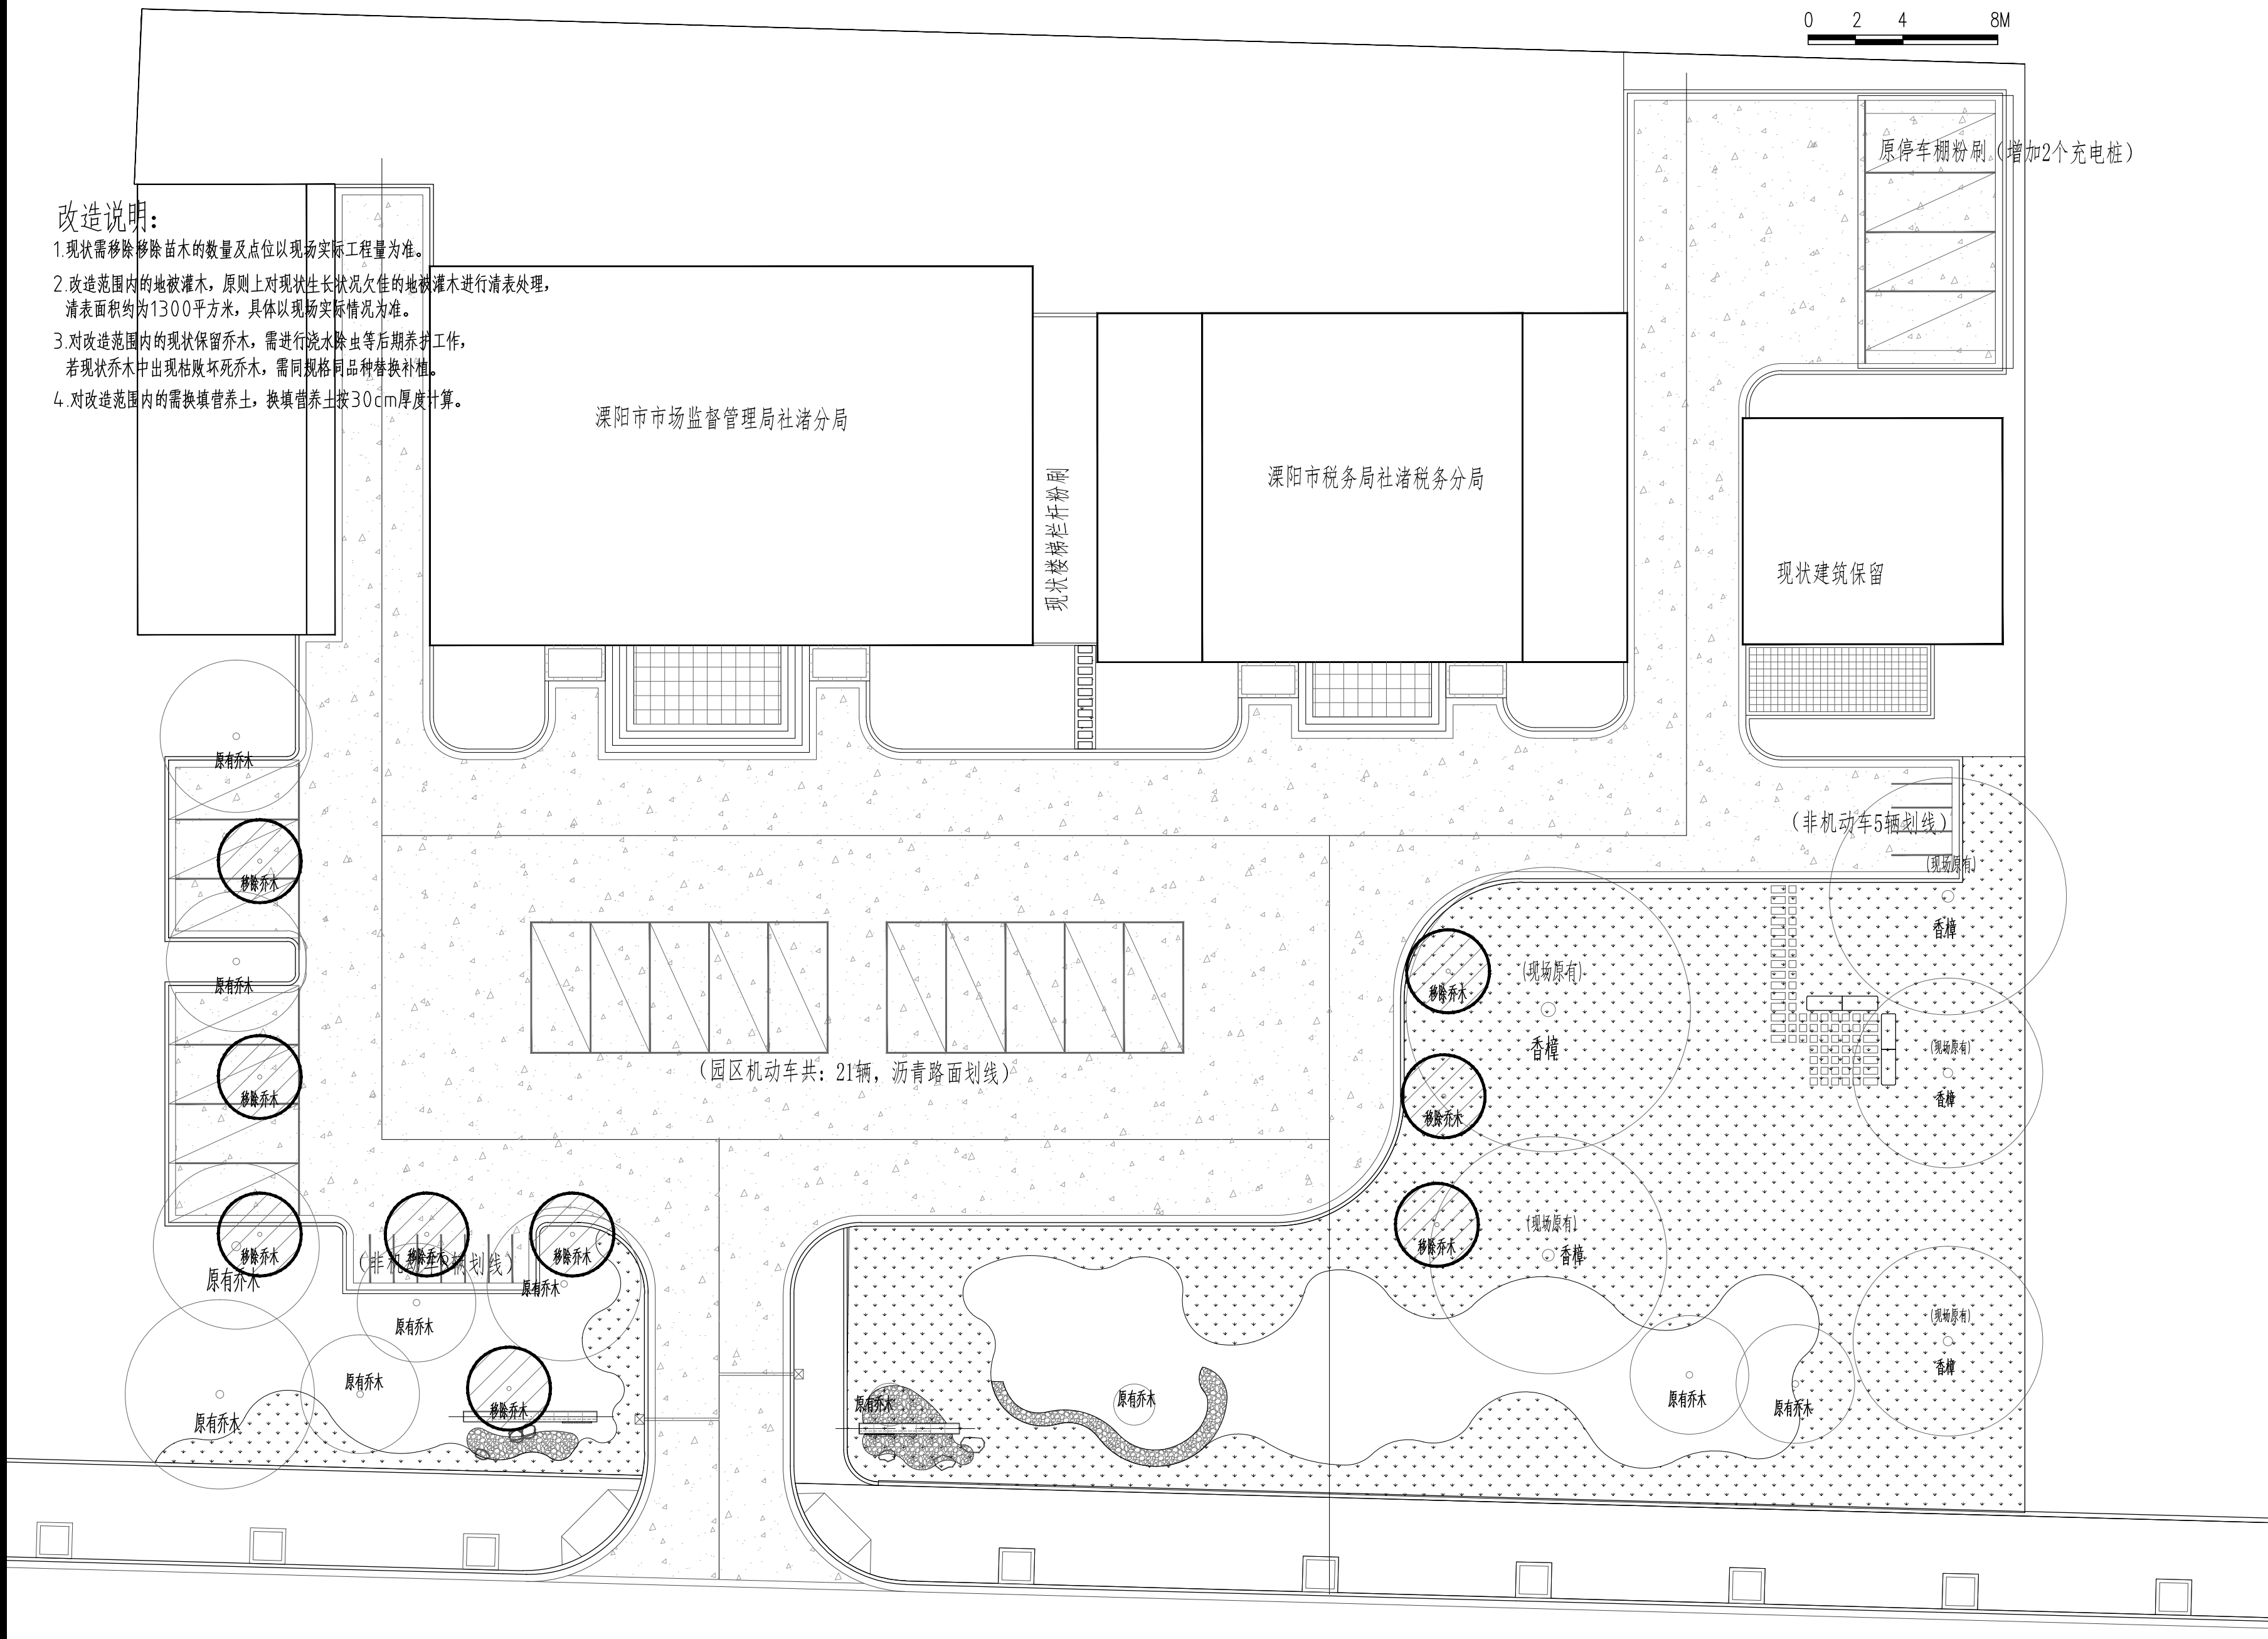 0 2 4 8M
原停车棚粉刷（增加2个充电桩）
改造说明：
1.现状需移除移除苗木的数量及点位以现场实际工程量为准。
2.改造范围内的地被灌木，原则上对现状生长状况欠佳的地被灌木进行清表处理，
清表面积约为1300平方米，具体以现场实际情况为准。
3.对改造范围内的现状保留乔木，需进行浇水除虫等后期养护工作，
若现状乔木中出现枯败坏死乔木，需同规格同品种替换补植。
4.对改造范围内的需换填营养土，换填营养土按30cm厚度计算。
溧阳市市场监督管理局社渚分局
现状楼梯栏杆粉刷
溧阳市税务局社渚税务分局
现状建筑保留
原有乔木
（非机动车5辆划线）
(现场原有)
香樟
移除乔木
原有乔木
移除乔木
(现场原有)
香樟
移除乔木
（园区机动车共：21辆，沥青路面划线）
(现场原有)
香樟
移除乔木
移除乔木
移除乔木
移除乔木
移除乔木
移除乔木
(现场原有)
香樟
原有乔木
原有乔木
原有乔木
(现场原有)
香樟
原有乔木
原有乔木
移除乔木
原有乔木
原有乔木
原有乔木
原有乔木